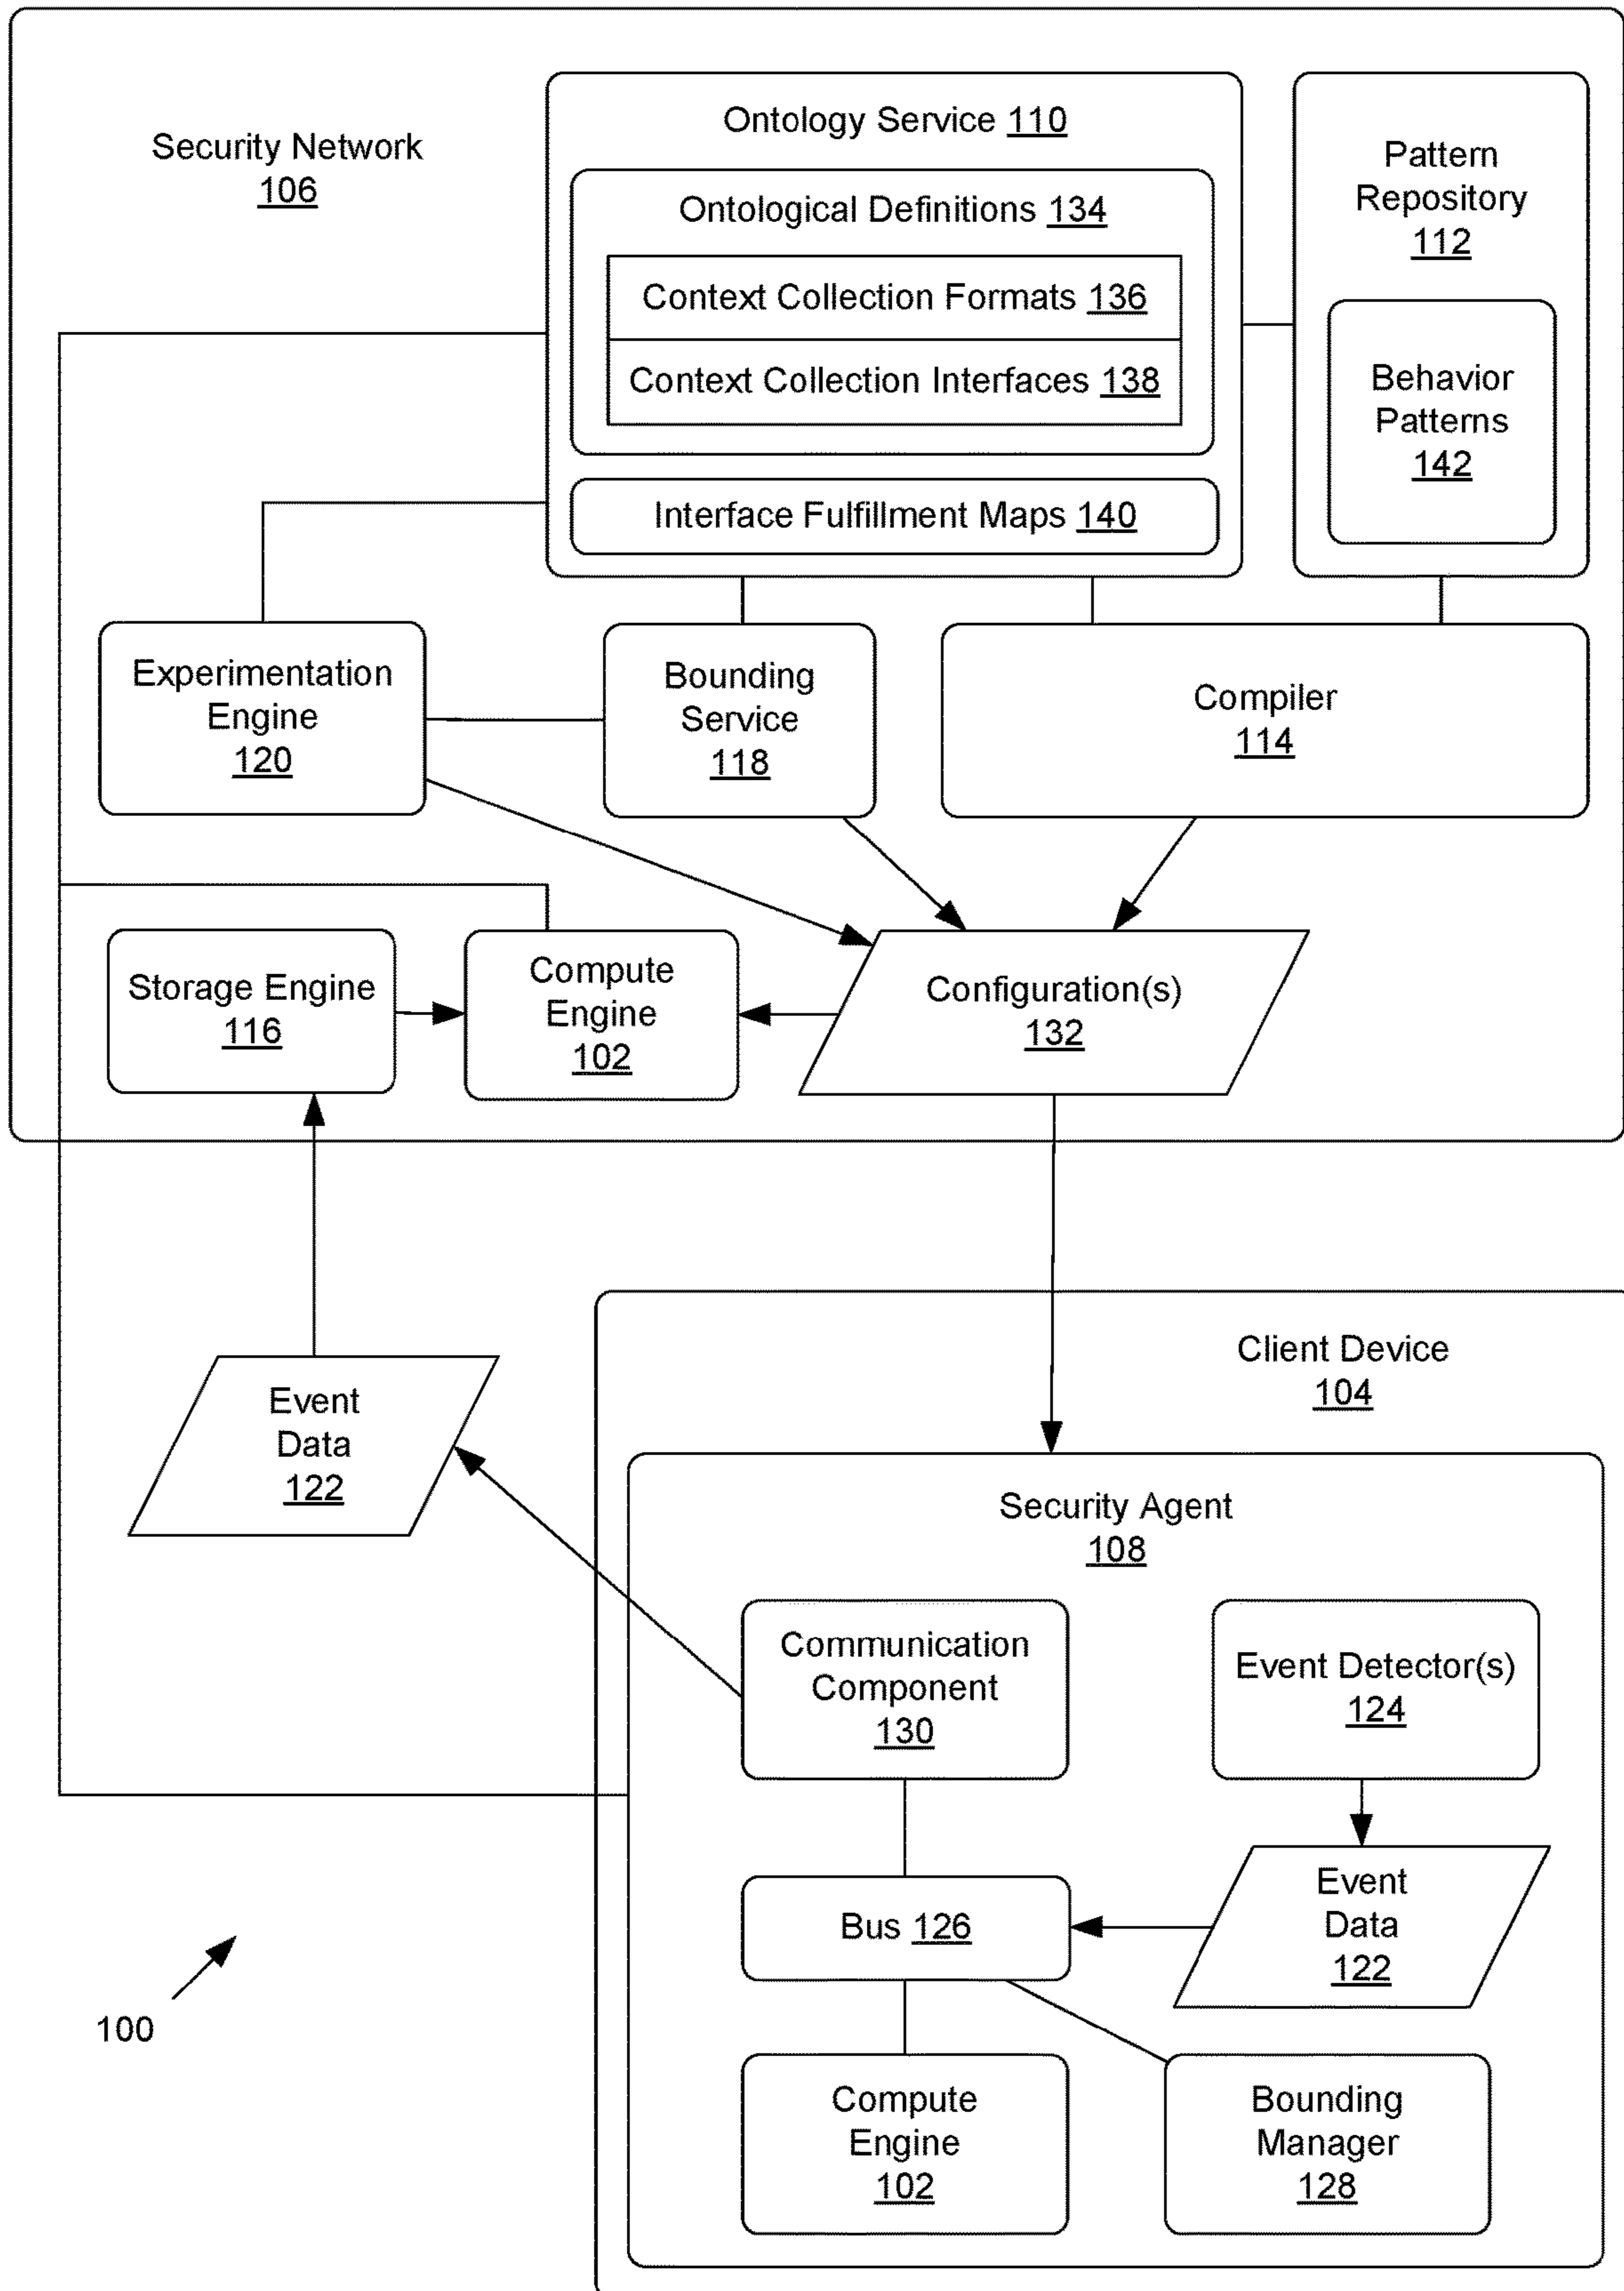 Security Network
106
Ontology Service 110
Ontological Definitions 134
Context Collection Formats 136
Context Collection Interfaces 138
Interface Fulfillment Maps 140
Pattern
Repository
112
Behavior
Patterns
142
Experimentation
Engine
120
Bounding
Service
118
Compiler
114
Storage Engine
116
Compute
Engine
102
Configuration(s)
132
Event
Data
122
Client Device
104
Security Agent
108
Communication
Component
130
Event Detector(s)
124
Bus 126
Event
Data
122
100
Compute
Engine
102
Bounding
Manager
128